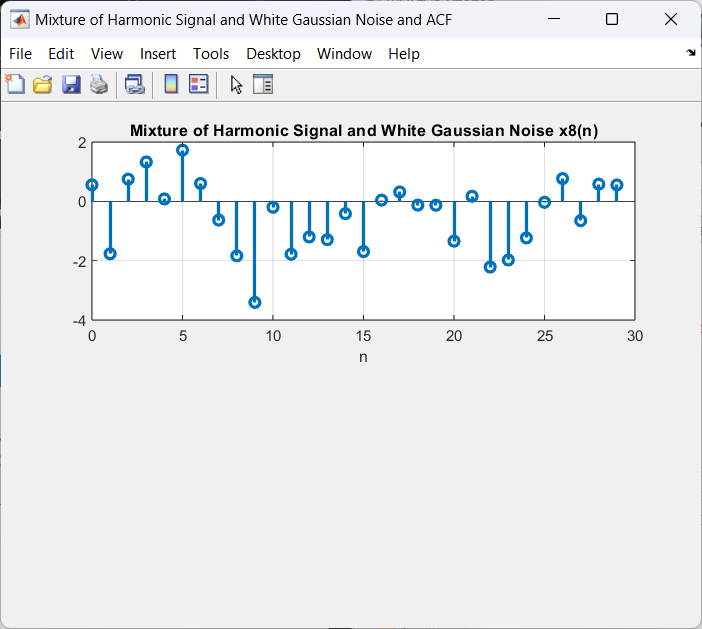 Mixture of Harmonic Signal and White Gaussian Noise and ACF
File Edit View Insert Tools Desktop Window Help
Mixture of Harmonic Signal and White Gaussian Noise x8(n)
2
0
-2
-4
0 5 10 15 20 25 30
n